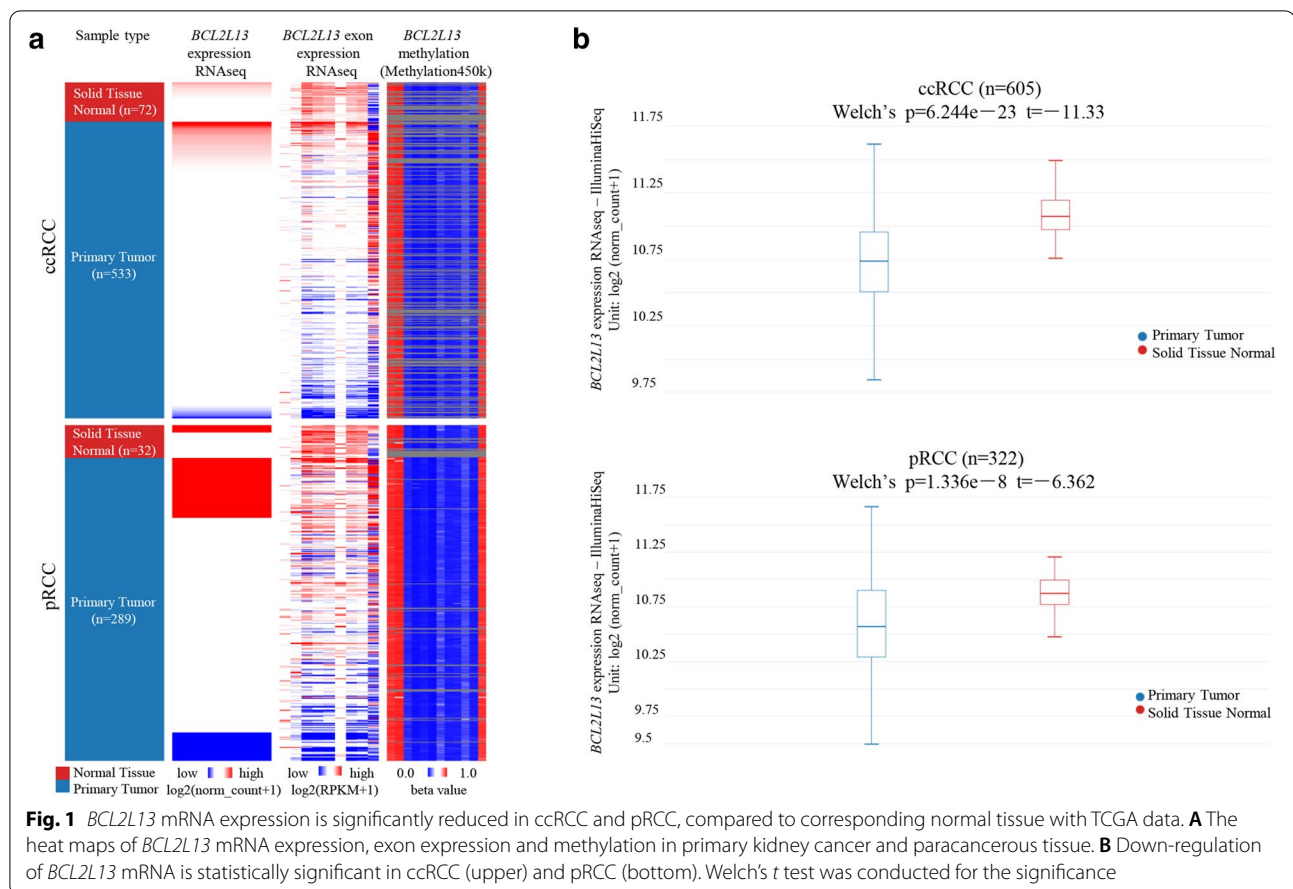 a
Sample type
BCL2L13
expression
RNAseq
BCL2L13 exon
expression
RNAseq
BCL2L13
methylation
(Methylation450k)
Solid Tissue
Normal (n=72)
ccRCC
Primary Tumor
(n=533)
Solid Tissue
Normal (n=32)
pRCC
Primary Tumor
(n=289)
Normal Tissue
Primary Tumor
low high
log2(norm_count+1)
low high
log2(RPKM+1)
0.0 1.0
beta value
b
ccRCC (n=605)
Welch's p=6.244e−23 t=−11.33
BCL2L13 expression RNAseq – IlluminaHiSeq
Unit: log2 (norm_count+1)
11.75
11.25
10.75
10.25
9.75
Primary Tumor
Solid Tissue Normal
pRCC (n=322)
Welch's p=1.336e−8 t=−6.362
BCL2L13 expression RNAseq – IlluminaHiSeq
Unit: log2 (norm_count+1)
11.75
11.25
10.75
10.25
9.75
9.5
Primary Tumor
Solid Tissue Normal
Fig. 1 BCL2L13 mRNA expression is significantly reduced in ccRCC and pRCC, compared to corresponding normal tissue with TCGA data. A The
heat maps of BCL2L13 mRNA expression, exon expression and methylation in primary kidney cancer and paracancerous tissue. B Down-regulation
of BCL2L13 mRNA is statistically significant in ccRCC (upper) and pRCC (bottom). Welch's t test was conducted for the significance